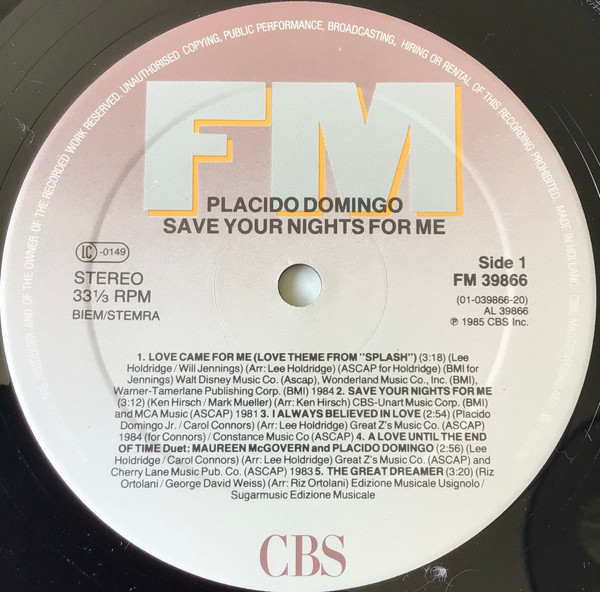 OF THE RECORDED WORK RESERVED. UNAUTHORISED COPYING, PUBLIC PERFORMANCE, BROADCASTING, HIRING OR RENTAL OF THIS RECORDING PROHIBITED. MADE IN HOLLAND
FM
PLACIDO DOMINGO
SAVE YOUR NIGHTS FOR ME
IC -0149
STEREO
33⅓ RPM
BIEM/STEMRA
Side 1
FM 39866
(01-039866-20)
AL 39866
℗ 1985 CBS Inc.
1. LOVE CAME FOR ME (LOVE THEME FROM "SPLASH") (3:18) (Lee
Holdridge / Will Jennings) (Arr: Lee Holdridge) (ASCAP for Holdridge) (BMI for
Jennings) Walt Disney Music Co. (Ascap), Wonderland Music Co., Inc. (BMI),
Warner-Tamerlane Publishing Corp. (BMI) 1984 2. SAVE YOUR NIGHTS FOR ME
(3:12) (Ken Hirsch / Mark Mueller) (Arr: Ken Hirsch) CBS-Unart Music Corp. (BMI)
and MCA Music (ASCAP) 1981 3. I ALWAYS BELIEVED IN LOVE (2:54) (Placido
Domingo Jr. / Carol Connors) (Arr: Lee Holdridge) Great Z's Music Co. (ASCAP)
1984 (for Connors) / Constance Music Co (ASCAP) 4. A LOVE UNTIL THE END
OF TIME Duet: MAUREEN McGOVERN and PLACIDO DOMINGO (2:56) (Lee
Holdridge / Carol Connors) (Arr: Lee Holdridge) Great Z's Music Co. (ASCAP) and
Cherry Lane Music Pub. Co. (ASCAP) 1983 5. THE GREAT DREAMER (3:20) (Riz
Ortolani / George David Weiss) (Arr: Riz Ortolani) Edizione Musicale Usignolo /
Sugarmusic Edizione Musicale
CBS